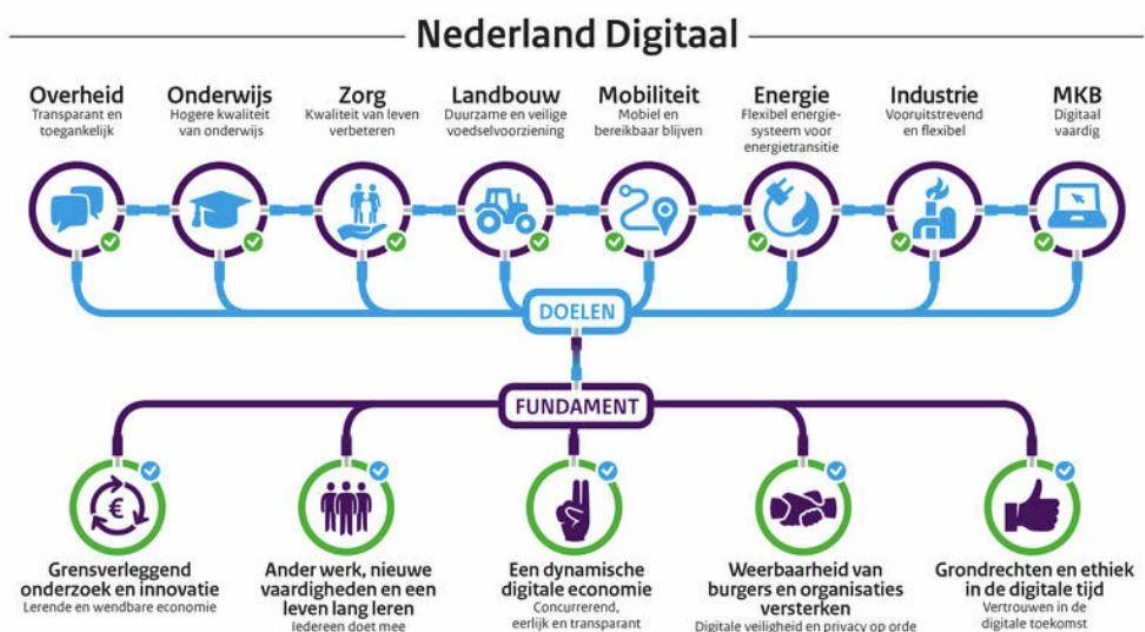 Nederland Digitaal
Overheid
Transparant en
toegankelijk
Onderwijs
Hogere kwaliteit
van onderwijs
Zorg
Kwaliteit van leven
verbeteren
Landbouw
Duurzame en veilige
voedselvoorziening
Mobiliteit
Mobiel en
bereikbaar blijven
Energie
Flexibel energie-
systeem voor
energietransitie
Industrie
Vooruitstrevend
en flexibel
MKB
Digitaal
vaardig
DOELEN
FUNDAMENT
€
Grensverleggend
onderzoek en innovatie
Lerende en wendbare economie
Ander werk, nieuwe
vaardigheden en een
leven lang leren
Iedereen doet mee
Een dynamische
digitale economie
Concurrerend,
eerlijk en transparant
Weerbaarheid van
burgers en organisaties
versterken
Digitale veiligheid en privacy op orde
Grondrechten en ethiek
in de digitale tijd
Vertrouwen in de
digitale toekomst